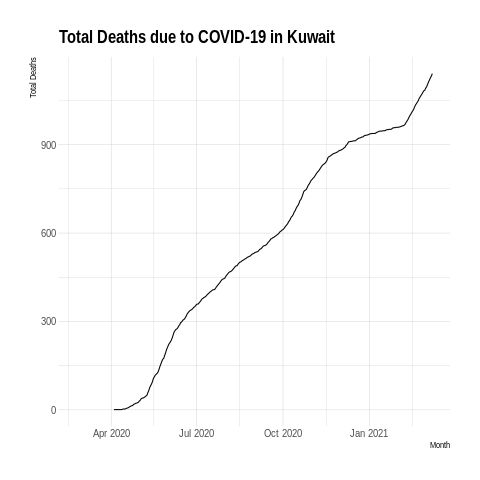 Total Deaths due to COVID-19 in Kuwait
Total Deaths
900
600
300
0
Apr 2020 Jul 2020 Oct 2020 Jan 2021
Month